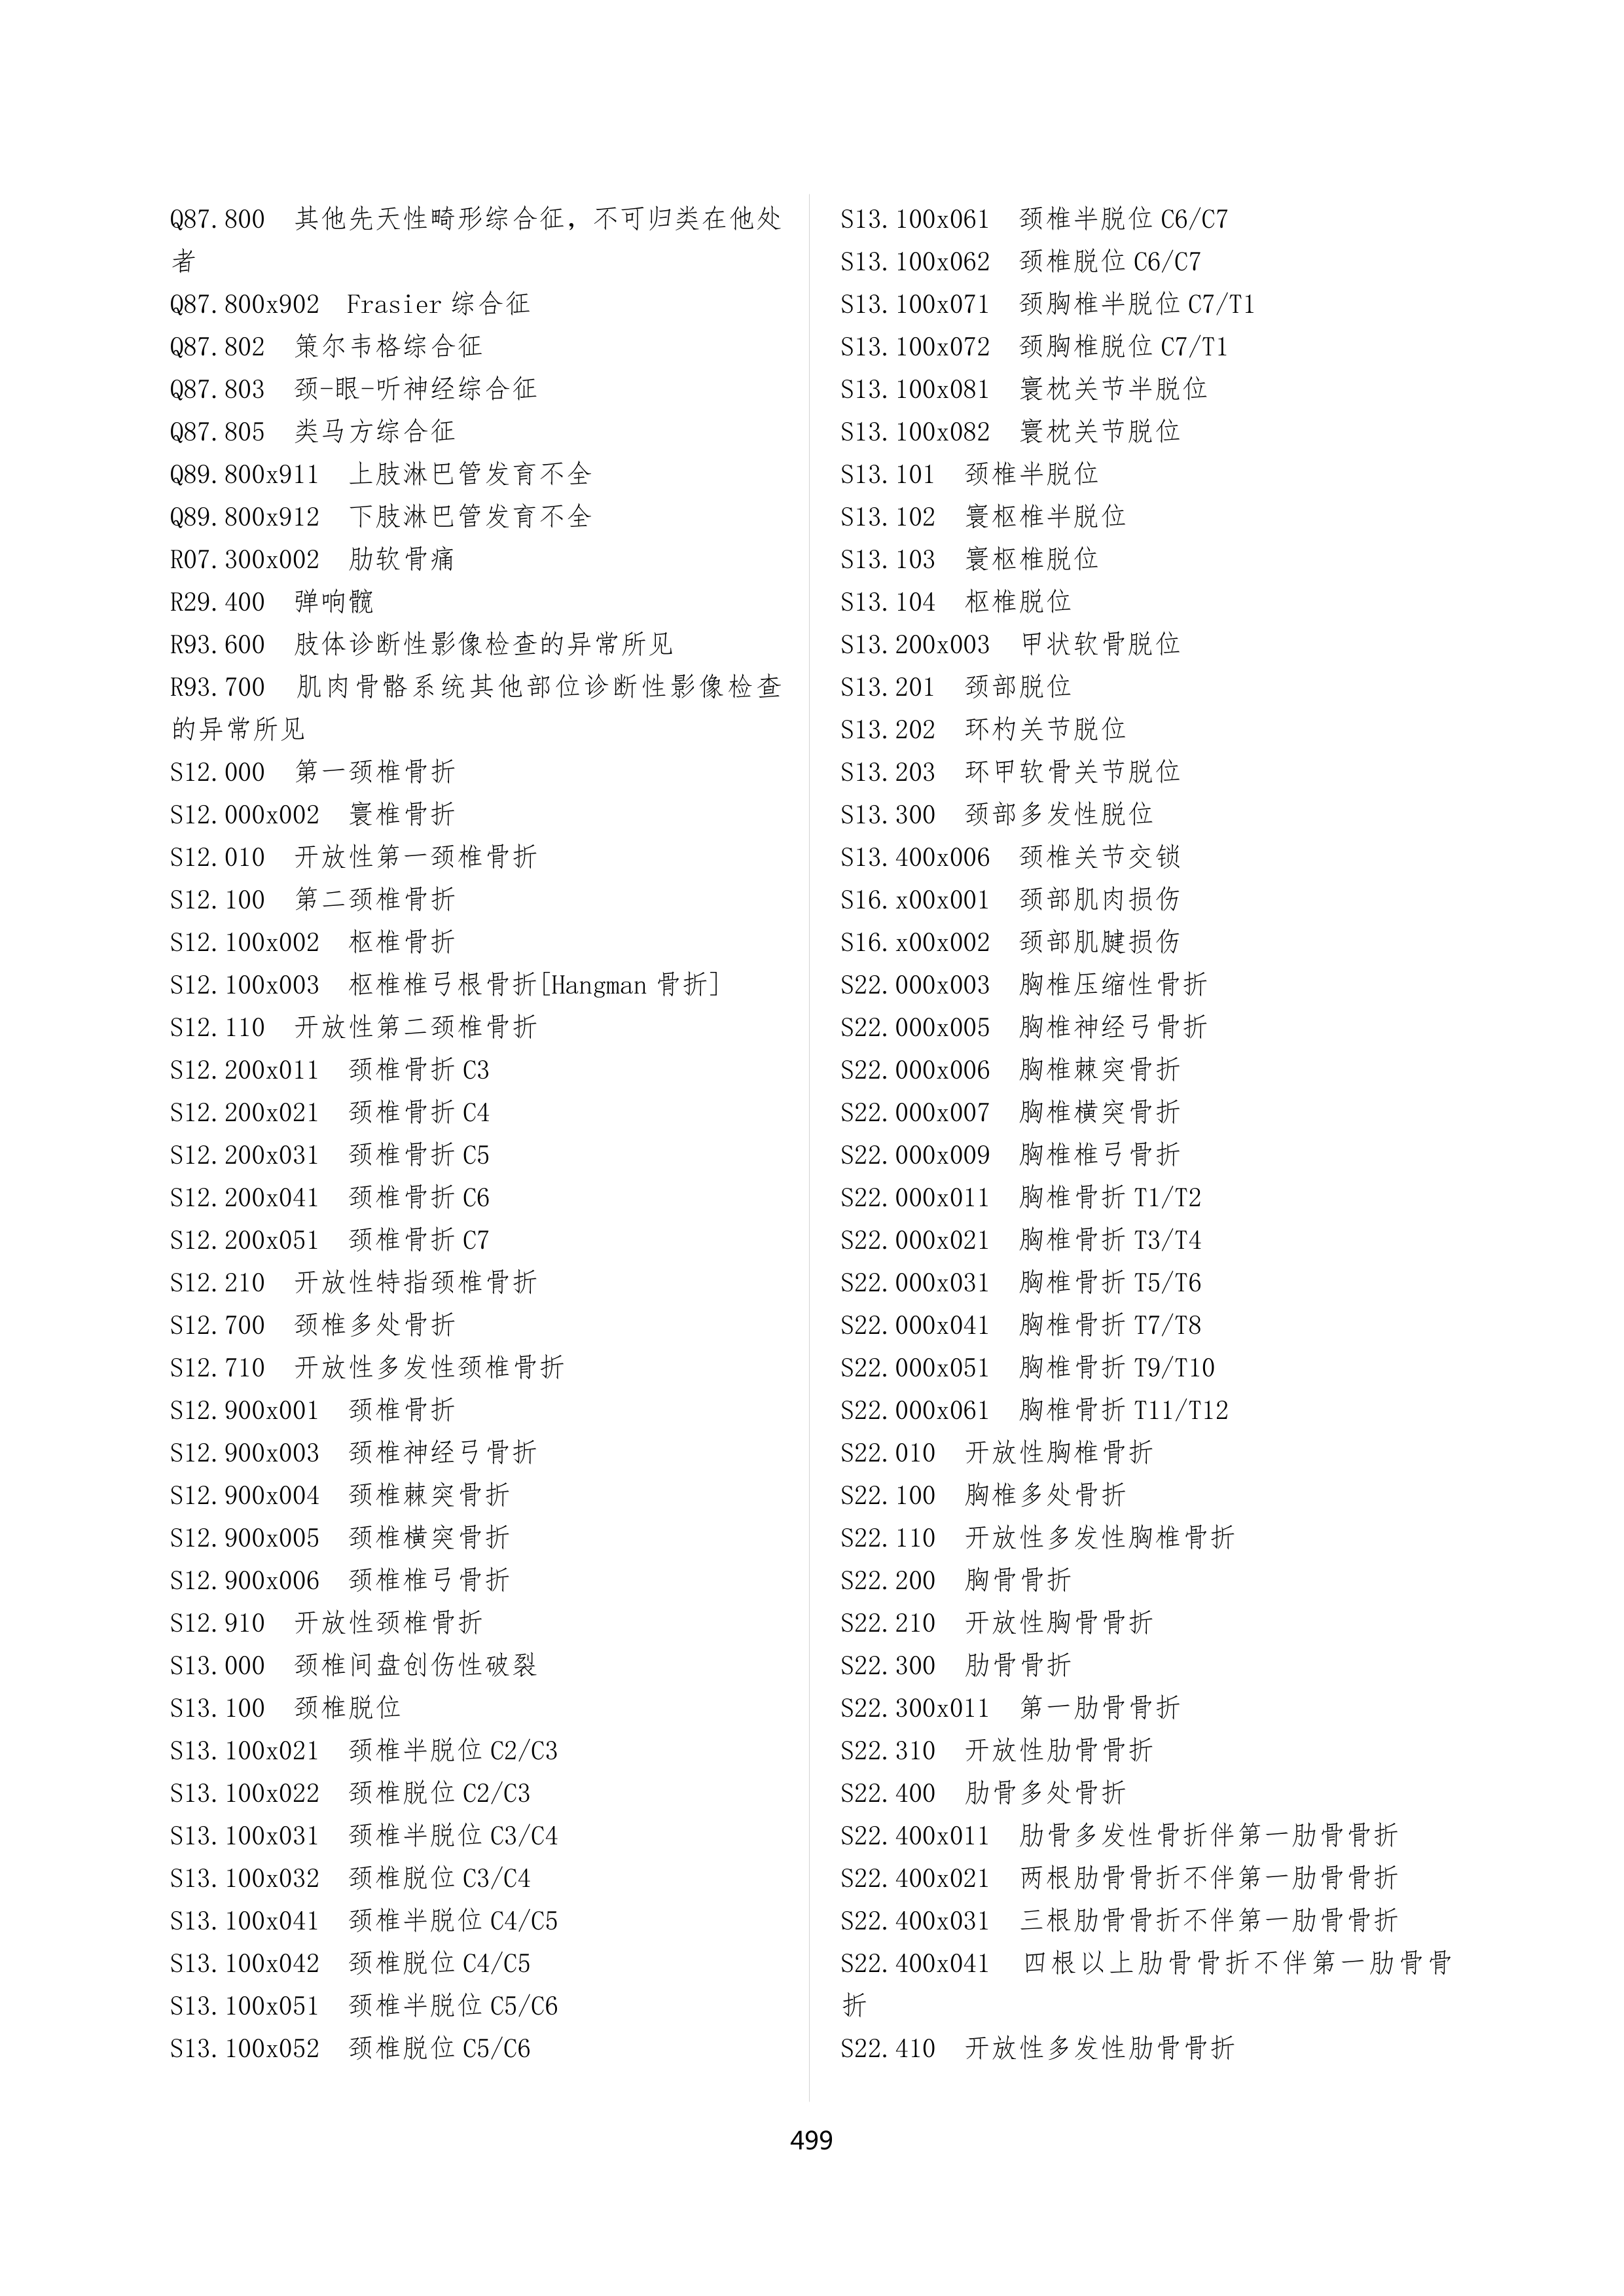 Q87.800 其他先天性畸形综合征，不可归类在他处
者
Q87.800x902 Frasier 综合征
Q87.802 策尔韦格综合征
Q87.803 颈-眼-听神经综合征
Q87.805 类马方综合征
Q89.800x911 上肢淋巴管发育不全
Q89.800x912 下肢淋巴管发育不全
R07.300x002 肋软骨痛
R29.400 弹响髋
R93.600 肢体诊断性影像检查的异常所见
R93.700 肌肉骨骼系统其他部位诊断性影像检查
的异常所见
S12.000 第一颈椎骨折
S12.000x002 寰椎骨折
S12.010 开放性第一颈椎骨折
S12.100 第二颈椎骨折
S12.100x002 枢椎骨折
S12.100x003 枢椎椎弓根骨折[Hangman 骨折]
S12.110 开放性第二颈椎骨折
S12.200x011 颈椎骨折 C3
S12.200x021 颈椎骨折 C4
S12.200x031 颈椎骨折 C5
S12.200x041 颈椎骨折 C6
S12.200x051 颈椎骨折 C7
S12.210 开放性特指颈椎骨折
S12.700 颈椎多处骨折
S12.710 开放性多发性颈椎骨折
S12.900x001 颈椎骨折
S12.900x003 颈椎神经弓骨折
S12.900x004 颈椎棘突骨折
S12.900x005 颈椎横突骨折
S12.900x006 颈椎椎弓骨折
S12.910 开放性颈椎骨折
S13.000 颈椎间盘创伤性破裂
S13.100 颈椎脱位
S13.100x021 颈椎半脱位 C2/C3
S13.100x022 颈椎脱位 C2/C3
S13.100x031 颈椎半脱位 C3/C4
S13.100x032 颈椎脱位 C3/C4
S13.100x041 颈椎半脱位 C4/C5
S13.100x042 颈椎脱位 C4/C5
S13.100x051 颈椎半脱位 C5/C6
S13.100x052 颈椎脱位 C5/C6
S13.100x061 颈椎半脱位 C6/C7
S13.100x062 颈椎脱位 C6/C7
S13.100x071 颈胸椎半脱位 C7/T1
S13.100x072 颈胸椎脱位 C7/T1
S13.100x081 寰枕关节半脱位
S13.100x082 寰枕关节脱位
S13.101 颈椎半脱位
S13.102 寰枢椎半脱位
S13.103 寰枢椎脱位
S13.104 枢椎脱位
S13.200x003 甲状软骨脱位
S13.201 颈部脱位
S13.202 环杓关节脱位
S13.203 环甲软骨关节脱位
S13.300 颈部多发性脱位
S13.400x006 颈椎关节交锁
S16.x00x001 颈部肌肉损伤
S16.x00x002 颈部肌腱损伤
S22.000x003 胸椎压缩性骨折
S22.000x005 胸椎神经弓骨折
S22.000x006 胸椎棘突骨折
S22.000x007 胸椎横突骨折
S22.000x009 胸椎椎弓骨折
S22.000x011 胸椎骨折 T1/T2
S22.000x021 胸椎骨折 T3/T4
S22.000x031 胸椎骨折 T5/T6
S22.000x041 胸椎骨折 T7/T8
S22.000x051 胸椎骨折 T9/T10
S22.000x061 胸椎骨折 T11/T12
S22.010 开放性胸椎骨折
S22.100 胸椎多处骨折
S22.110 开放性多发性胸椎骨折
S22.200 胸骨骨折
S22.210 开放性胸骨骨折
S22.300 肋骨骨折
S22.300x011 第一肋骨骨折
S22.310 开放性肋骨骨折
S22.400 肋骨多处骨折
S22.400x011 肋骨多发性骨折伴第一肋骨骨折
S22.400x021 两根肋骨骨折不伴第一肋骨骨折
S22.400x031 三根肋骨骨折不伴第一肋骨骨折
S22.400x041 四根以上肋骨骨折不伴第一肋骨骨
折
S22.410 开放性多发性肋骨骨折
499